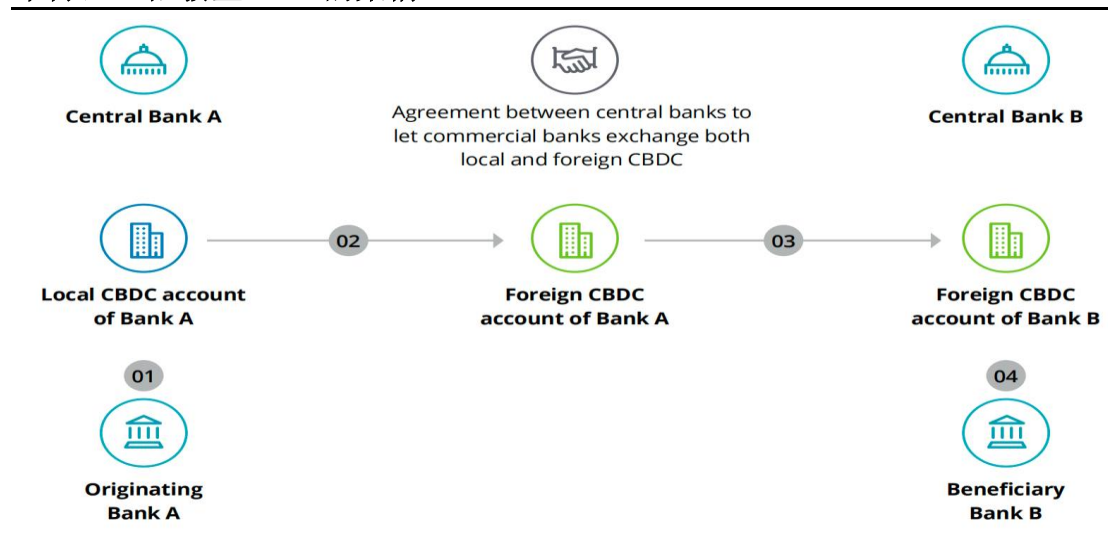 Central Bank A
Agreement between central banks to
let commercial banks exchange both
local and foreign CBDC
Central Bank B
02
03
Local CBDC account
of Bank A
Foreign CBDC
account of Bank A
Foreign CBDC
account of Bank B
01
04
Originating
Bank A
Beneficiary
Bank B